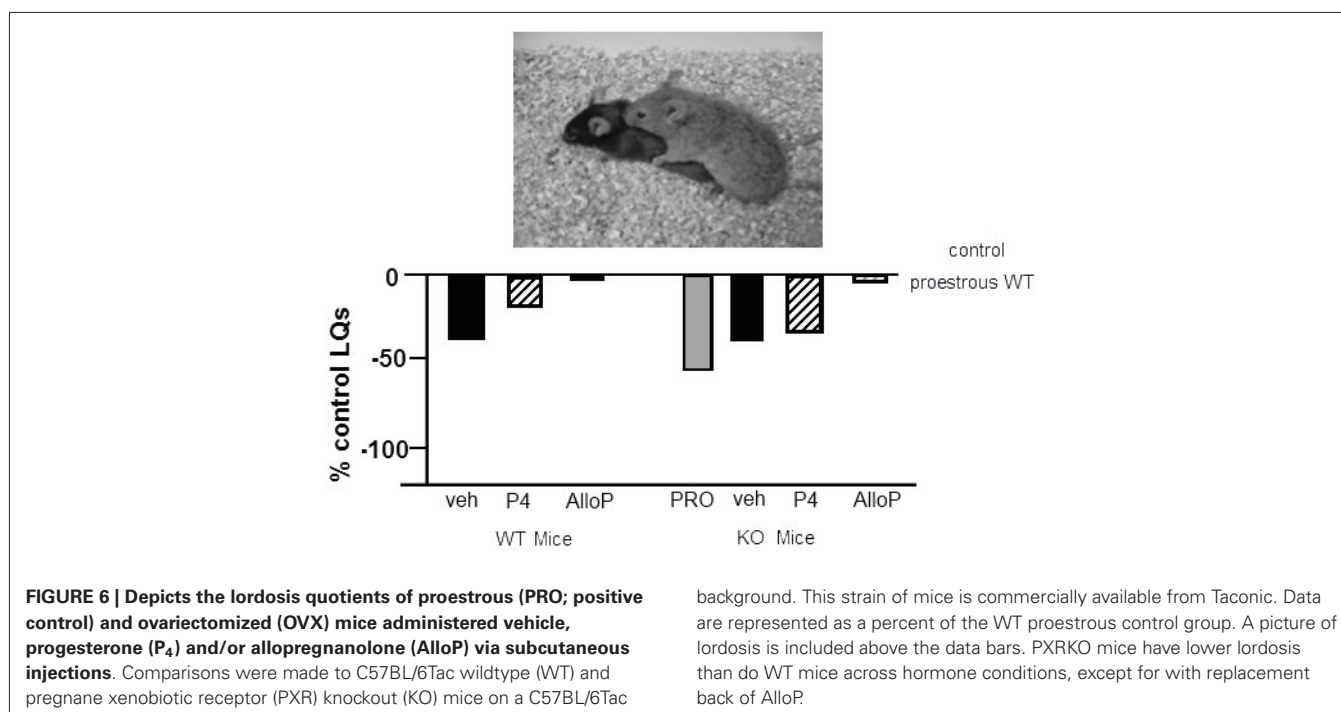 control
proestrous WT
0
-50
-100
% control LQs
veh P4 AlloP PRO veh P4 AlloP
WT Mice KO Mice
FIGURE 6 | Depicts the lordosis quotients of proestrous (PRO; positive
control) and ovariectomized (OVX) mice administered vehicle,
progesterone (P₄) and/or allopregnanolone (AlloP) via subcutaneous
injections. Comparisons were made to C57BL/6Tac wildtype (WT) and
pregnane xenobiotic receptor (PXR) knockout (KO) mice on a C57BL/6Tac
background. This strain of mice is commercially available from Taconic. Data
are represented as a percent of the WT proestrous control group. A picture of
lordosis is included above the data bars. PXRKO mice have lower lordosis
than do WT mice across hormone conditions, except for with replacement
back of AlloP.